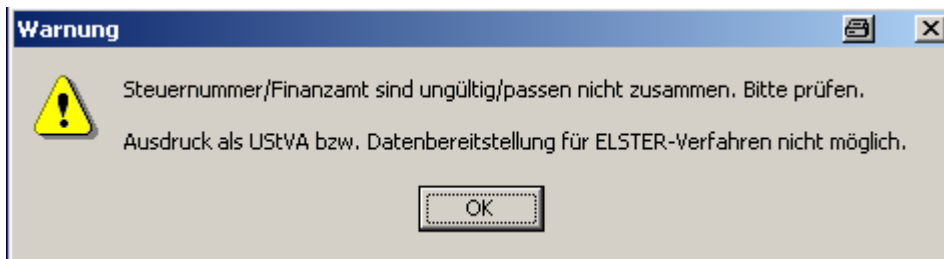 Warnung
Steuernummer/Finanzamt sind ungültig/passen nicht zusammen. Bitte prüfen.
Ausdruck als UStVA bzw. Datenbereitstellung für ELSTER-Verfahren nicht möglich.
OK